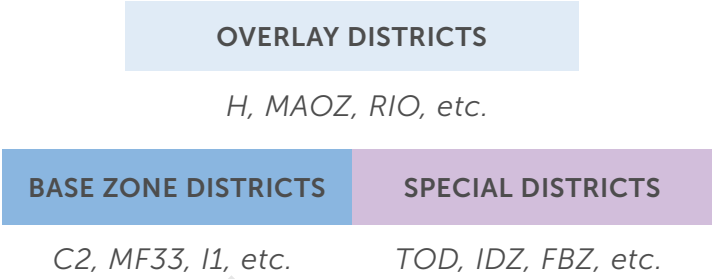 OVERLAY DISTRICTS
H, MAOZ, RIO, etc.
BASE ZONE DISTRICTS
SPECIAL DISTRICTS
C2, MF33, I1, etc.
TOD, IDZ, FBZ, etc.